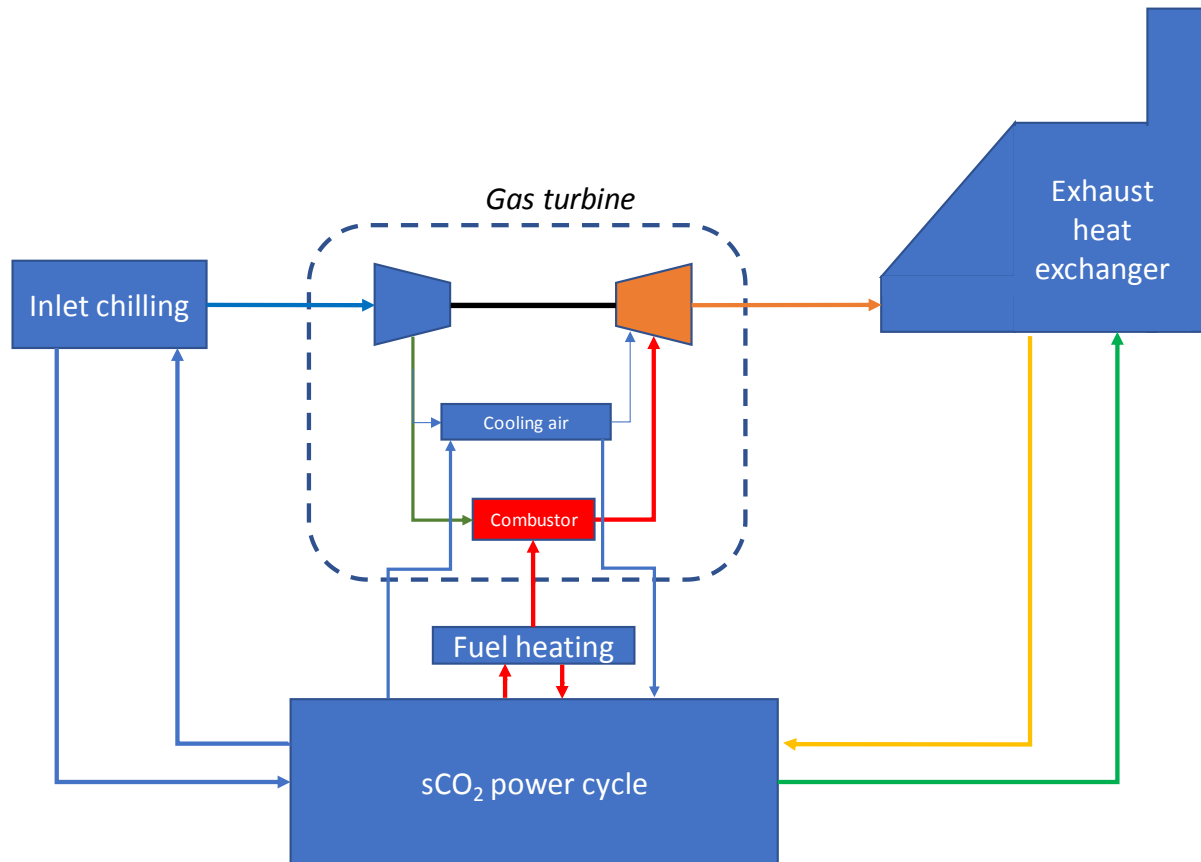 Gas turbine
Exhaust
heat
exchanger
Inlet chilling
Cooling air
Combustor
Fuel heating
sCO₂ power cycle